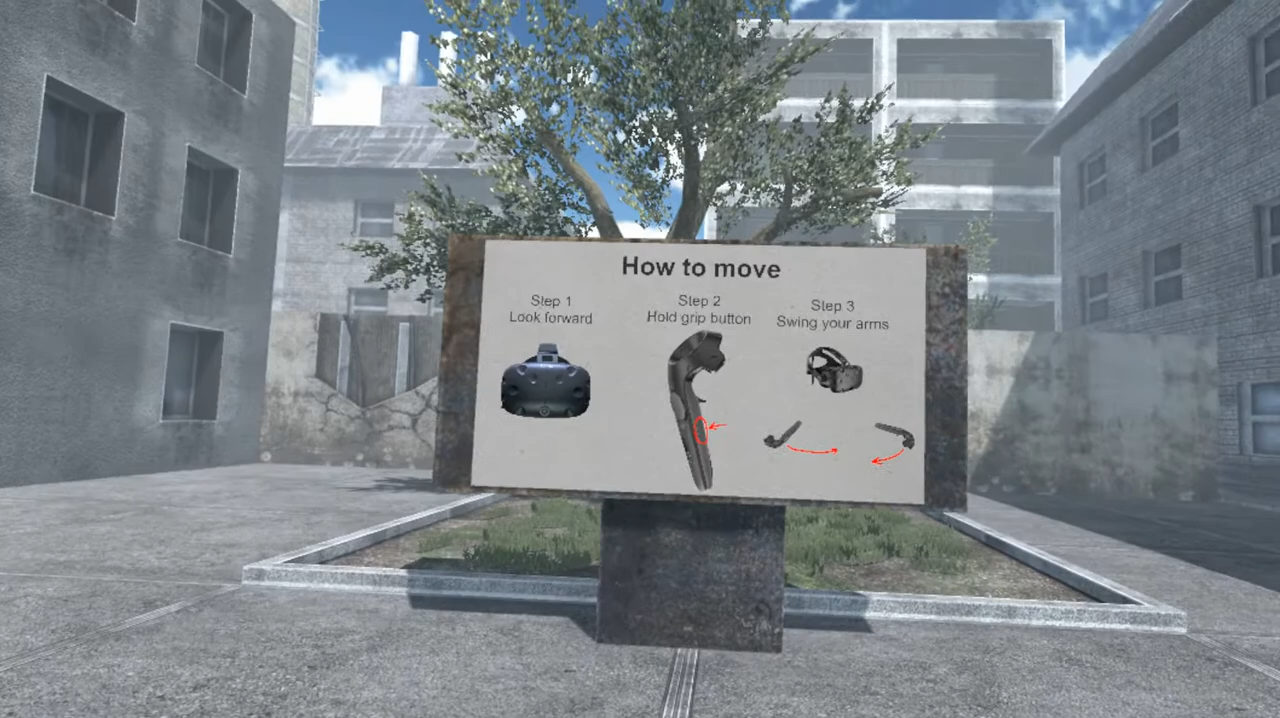 How to move
Step 1
Look forward
Step 2
Hold grip button
Step 3
Swing your arms